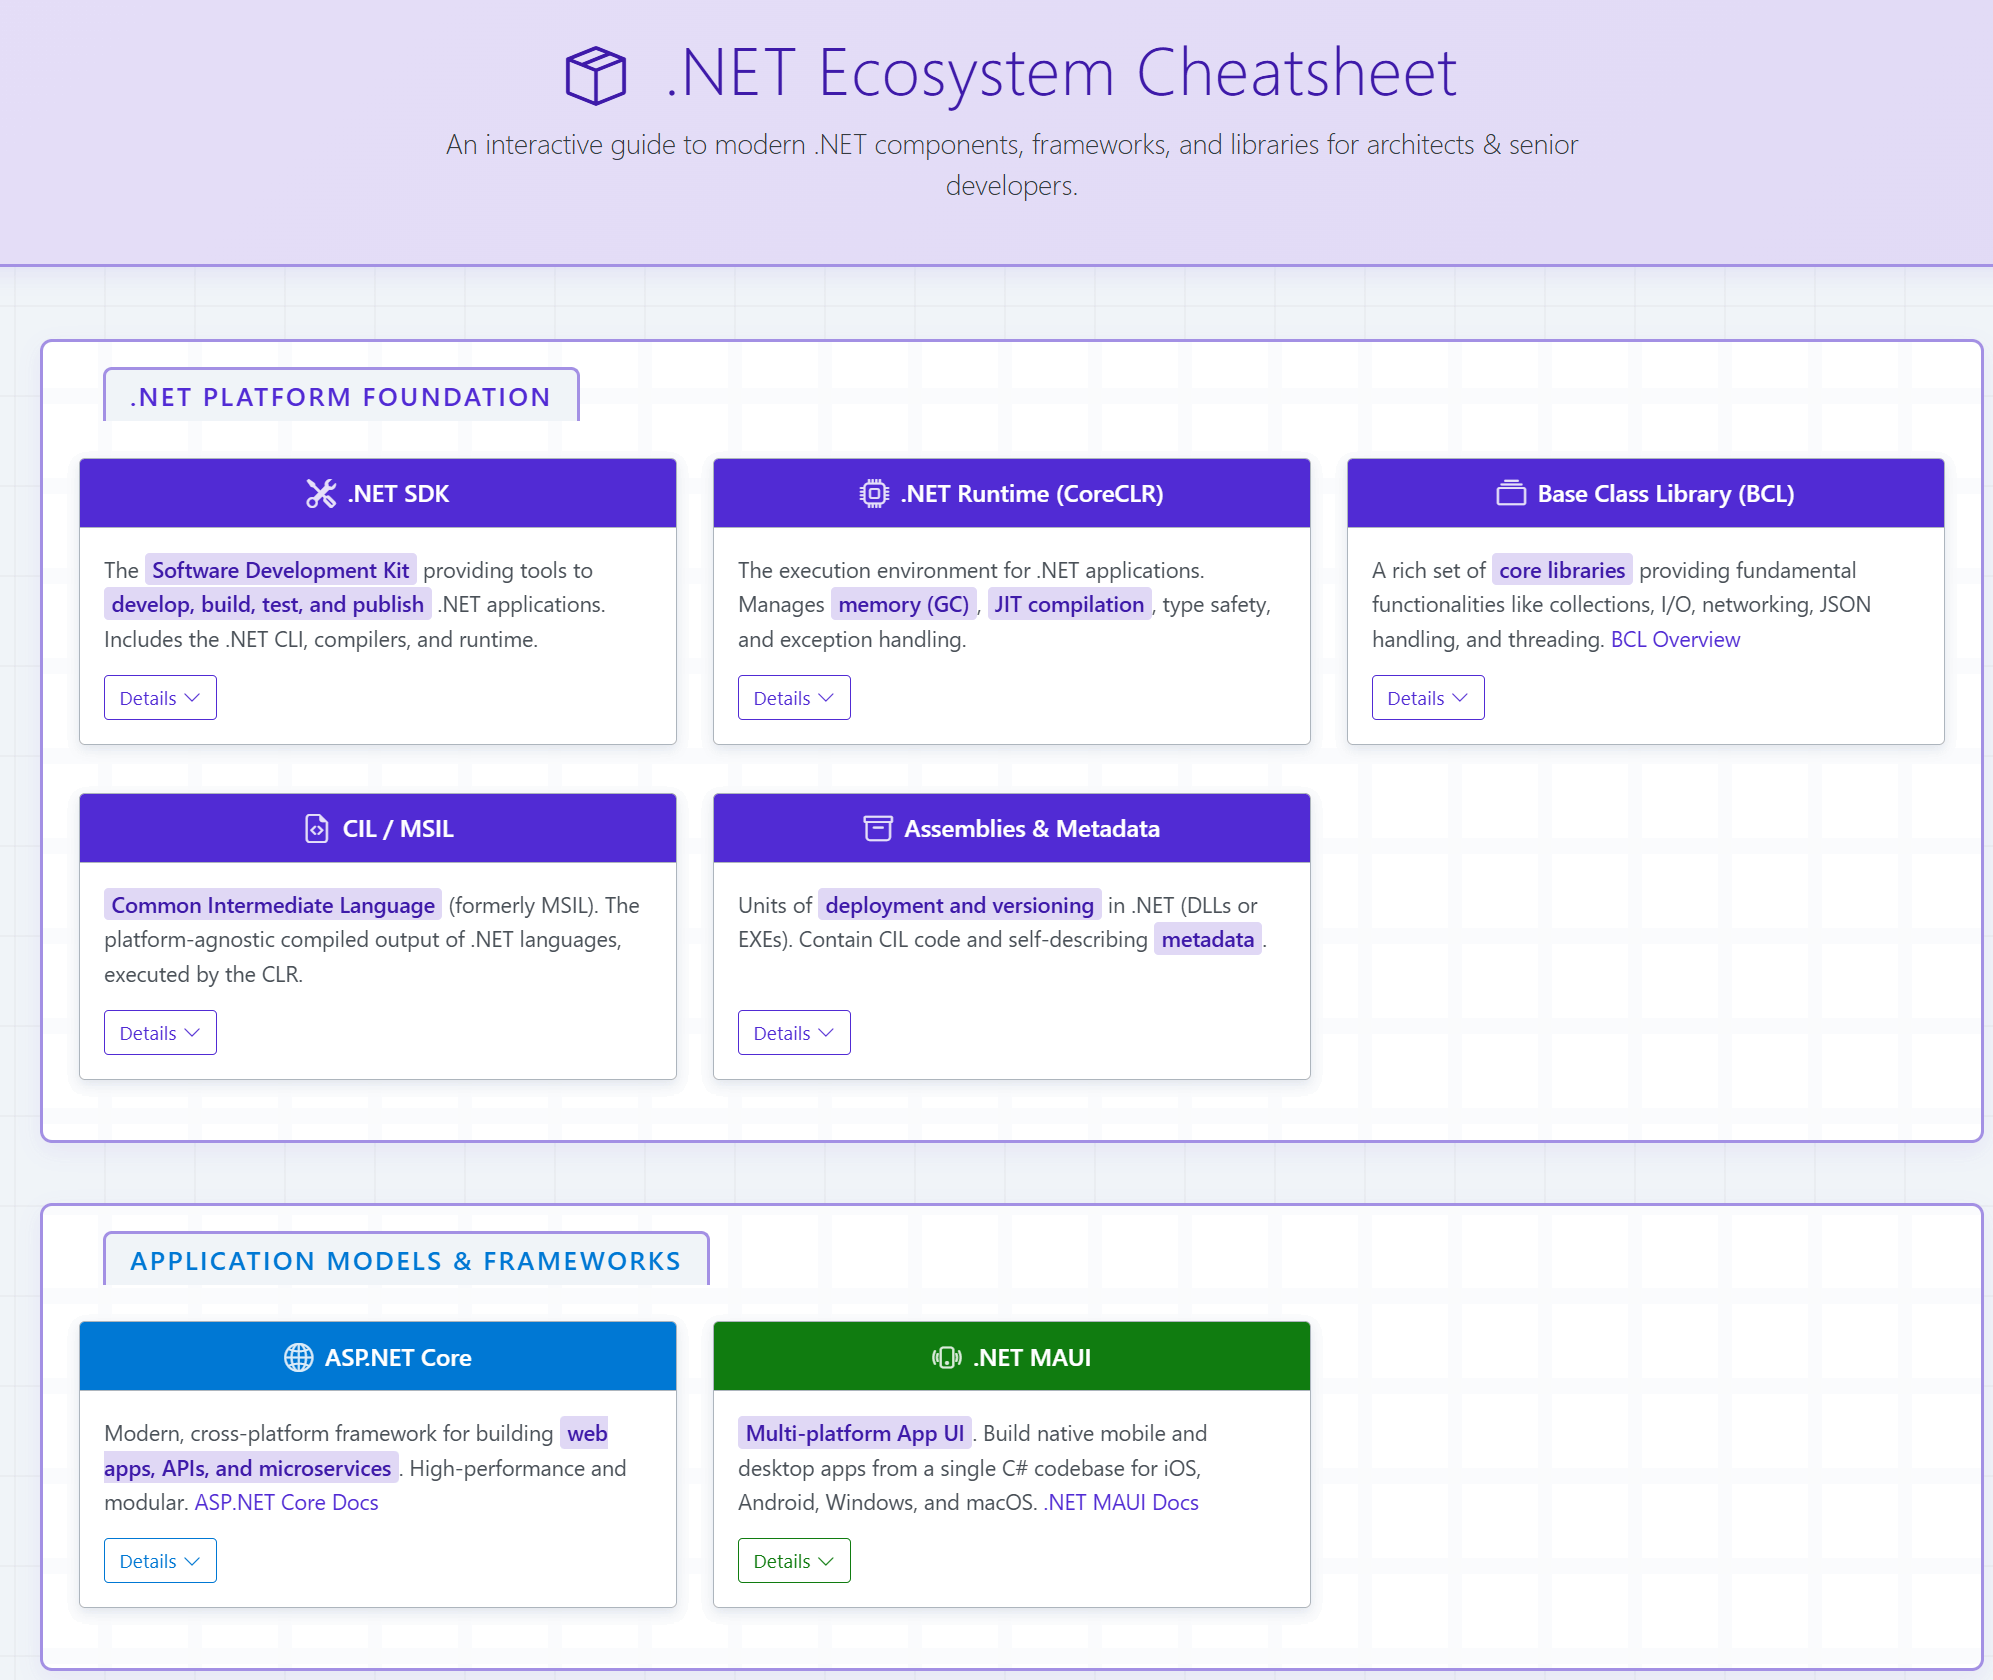 .NET Ecosystem Cheatsheet
An interactive guide to modern .NET components, frameworks, and libraries for architects & senior
developers.
.NET PLATFORM FOUNDATION
.NET SDK
The Software Development Kit providing tools to
develop, build, test, and publish .NET applications.
Includes the .NET CLI, compilers, and runtime.
Details
.NET Runtime (CoreCLR)
The execution environment for .NET applications.
Manages memory (GC), JIT compilation, type safety,
and exception handling.
Details
Base Class Library (BCL)
A rich set of core libraries providing fundamental
functionalities like collections, I/O, networking, JSON
handling, and threading. BCL Overview
Details
CIL / MSIL
Common Intermediate Language (formerly MSIL). The
platform-agnostic compiled output of .NET languages,
executed by the CLR.
Details
Assemblies & Metadata
Units of deployment and versioning in .NET (DLLs or
EXEs). Contain CIL code and self-describing metadata.
Details
APPLICATION MODELS & FRAMEWORKS
ASP.NET Core
Modern, cross-platform framework for building web
apps, APIs, and microservices. High-performance and
modular. ASP.NET Core Docs
Details
.NET MAUI
Multi-platform App UI. Build native mobile and
desktop apps from a single C# codebase for iOS,
Android, Windows, and macOS. .NET MAUI Docs
Details